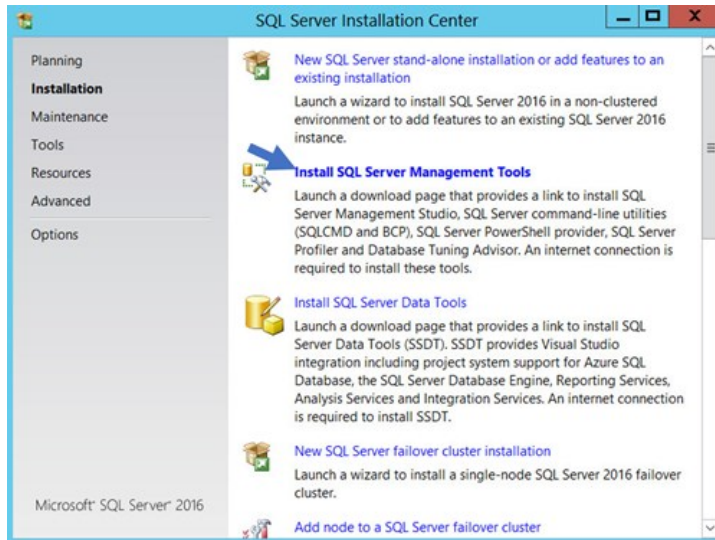 SQL Server Installation Center
Planning
Installation
Maintenance
Tools
Resources
Advanced
Options
Microsoft® SQL Server® 2016
New SQL Server stand-alone installation or add features to an
existing installation
Launch a wizard to install SQL Server 2016 in a non-clustered
environment or to add features to an existing SQL Server 2016
instance.
Install SQL Server Management Tools
Launch a download page that provides a link to install SQL
Server Management Studio, SQL Server command-line utilities
(SQLCMD and BCP), SQL Server PowerShell provider, SQL Server
Profiler and Database Tuning Advisor. An internet connection is
required to install these tools.
Install SQL Server Data Tools
Launch a download page that provides a link to install SQL
Server Data Tools (SSDT). SSDT provides Visual Studio
integration including project system support for Azure SQL
Database, the SQL Server Database Engine, Reporting Services,
Analysis Services and Integration Services. An internet connection
is required to install SSDT.
New SQL Server failover cluster installation
Launch a wizard to install a single-node SQL Server 2016 failover
cluster.
Add node to a SQL Server failover cluster